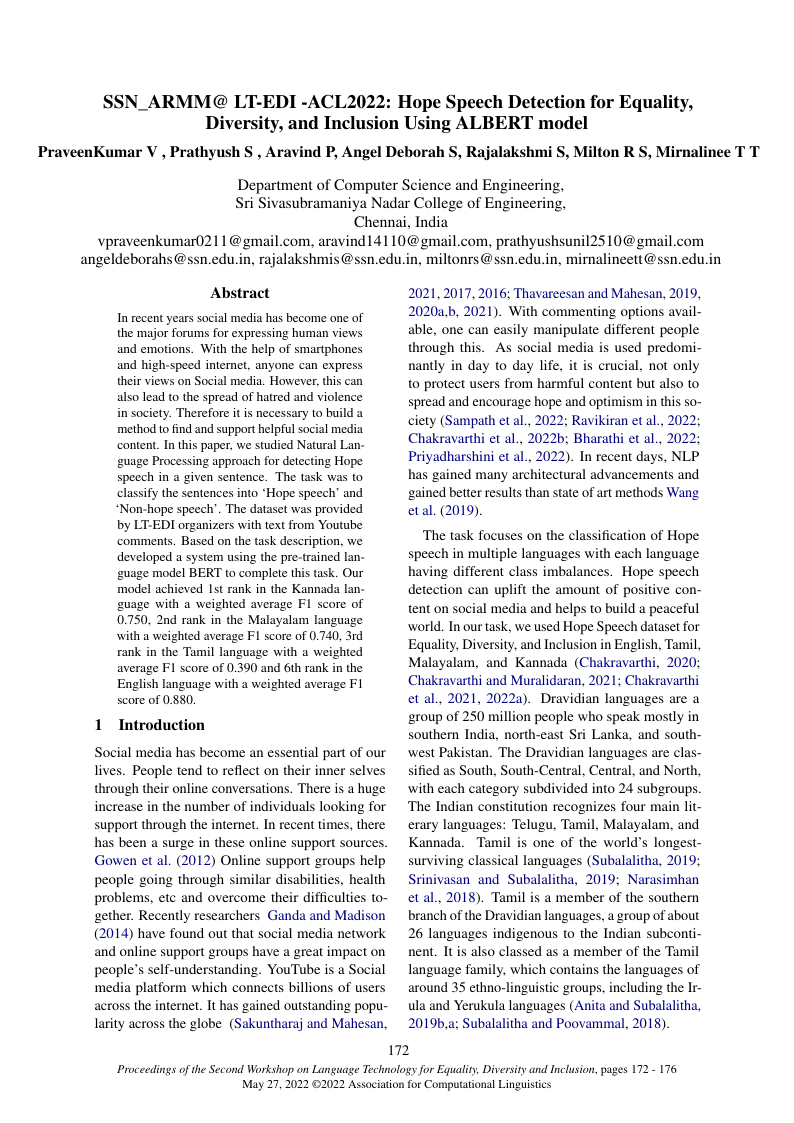 SSN_ARMM@ LT-EDI -ACL2022: Hope Speech Detection for Equality,
Diversity, and Inclusion Using ALBERT model
PraveenKumar V , Prathyush S , Aravind P, Angel Deborah S, Rajalakshmi S, Milton R S, Mirnalinee T T
Department of Computer Science and Engineering,
Sri Sivasubramaniya Nadar College of Engineering,
Chennai, India
vpraveenkumar0211@gmail.com, aravind14110@gmail.com, prathyushsunil2510@gmail.com
angeldeborahs@ssn.edu.in, rajalakshmis@ssn.edu.in, miltonrs@ssn.edu.in, mirnalineett@ssn.edu.in
Abstract
In recent years social media has become one of
the major forums for expressing human views
and emotions. With the help of smartphones
and high-speed internet, anyone can express
their views on Social media. However, this can
also lead to the spread of hatred and violence
in society. Therefore it is necessary to build a
method to find and support helpful social media
content. In this paper, we studied Natural Lan-
guage Processing approach for detecting Hope
speech in a given sentence. The task was to
classify the sentences into ‘Hope speech’ and
‘Non-hope speech’. The dataset was provided
by LT-EDI organizers with text from Youtube
comments. Based on the task description, we
developed a system using the pre-trained lan-
guage model BERT to complete this task. Our
model achieved 1st rank in the Kannada lan-
guage with a weighted average F1 score of
0.750, 2nd rank in the Malayalam language
with a weighted average F1 score of 0.740, 3rd
rank in the Tamil language with a weighted
average F1 score of 0.390 and 6th rank in the
English language with a weighted average F1
score of 0.880.
1 Introduction
Social media has become an essential part of our
lives. People tend to reflect on their inner selves
through their online conversations. There is a huge
increase in the number of individuals looking for
support through the internet. In recent times, there
has been a surge in these online support sources.
Gowen et al. (2012) Online support groups help
people going through similar disabilities, health
problems, etc and overcome their difficulties to-
gether. Recently researchers Ganda and Madison
(2014) have found out that social media network
and online support groups have a great impact on
people’s self-understanding. YouTube is a Social
media platform which connects billions of users
across the internet. It has gained outstanding popu-
larity across the globe (Sakuntharaj and Mahesan,
2021, 2017, 2016; Thavareesan and Mahesan, 2019,
2020a,b, 2021). With commenting options avail-
able, one can easily manipulate different people
through this. As social media is used predomi-
nantly in day to day life, it is crucial, not only
to protect users from harmful content but also to
spread and encourage hope and optimism in this so-
ciety (Sampath et al., 2022; Ravikiran et al., 2022;
Chakravarthi et al., 2022b; Bharathi et al., 2022;
Priyadharshini et al., 2022). In recent days, NLP
has gained many architectural advancements and
gained better results than state of art methods Wang
et al. (2019).
The task focuses on the classification of Hope
speech in multiple languages with each language
having different class imbalances. Hope speech
detection can uplift the amount of positive con-
tent on social media and helps to build a peaceful
world. In our task, we used Hope Speech dataset for
Equality, Diversity, and Inclusion in English, Tamil,
Malayalam, and Kannada (Chakravarthi, 2020;
Chakravarthi and Muralidaran, 2021; Chakravarthi
et al., 2021, 2022a). Dravidian languages are a
group of 250 million people who speak mostly in
southern India, north-east Sri Lanka, and south-
west Pakistan. The Dravidian languages are clas-
sified as South, South-Central, Central, and North,
with each category subdivided into 24 subgroups.
The Indian constitution recognizes four main lit-
erary languages: Telugu, Tamil, Malayalam, and
Kannada. Tamil is one of the world’s longest-
surviving classical languages (Subalalitha, 2019;
Srinivasan and Subalalitha, 2019; Narasimhan
et al., 2018). Tamil is a member of the southern
branch of the Dravidian languages, a group of about
26 languages indigenous to the Indian subconti-
nent. It is also classed as a member of the Tamil
language family, which contains the languages of
around 35 ethno-linguistic groups, including the Ir-
ula and Yerukula languages (Anita and Subalalitha,
2019b,a; Subalalitha and Poovammal, 2018).
172
Proceedings of the Second Workshop on Language Technology for Equality, Diversity and Inclusion, pages 172 - 176
May 27, 2022 ©2022 Association for Computational Linguistics